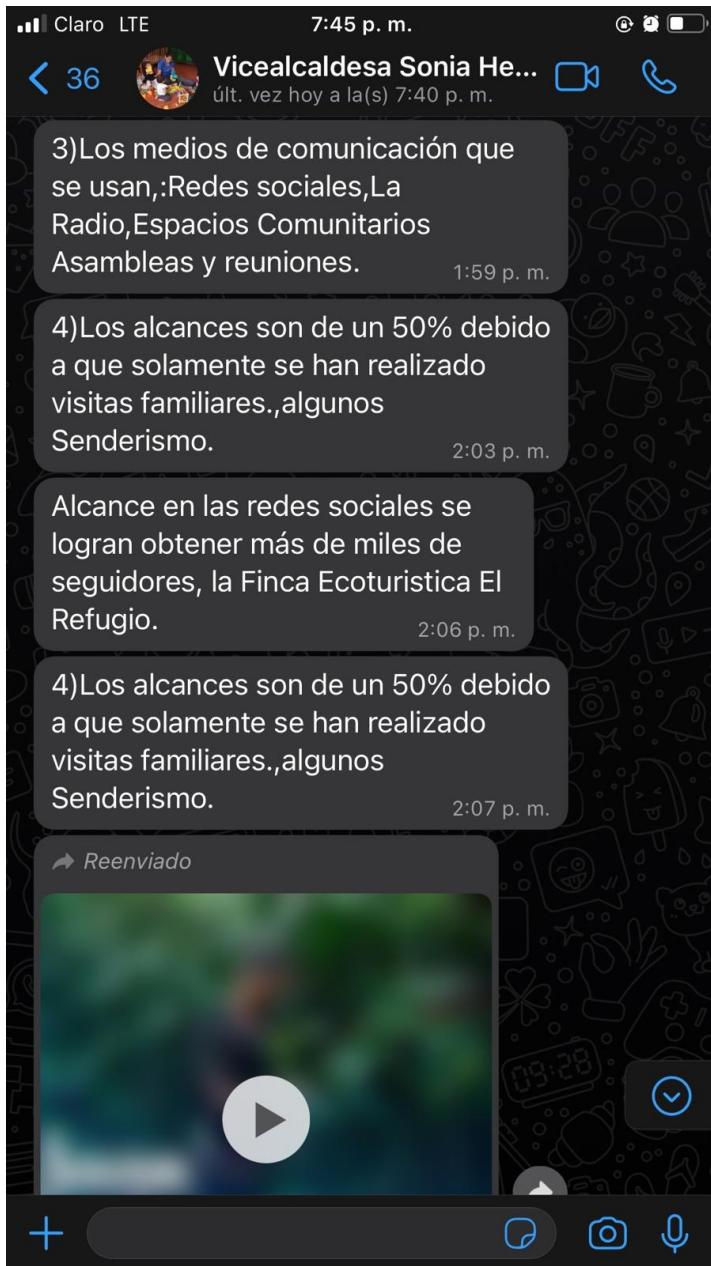 Claro LTE 7:45 p. m.
36 Vicealcaldesa Sonia He...
últ. vez hoy a la(s) 7:40 p. m.
3)Los medios de comunicación que
se usan,:Redes sociales,La
Radio,Espacios Comunitarios
Asambleas y reuniones.
1:59 p. m.
4)Los alcances son de un 50% debido
a que solamente se han realizado
visitas familiares.,algunos
Senderismo.
2:03 p. m.
Alcance en las redes sociales se
logran obtener más de miles de
seguidores, la Finca Ecoturistica El
Refugio.
2:06 p. m.
4)Los alcances son de un 50% debido
a que solamente se han realizado
visitas familiares.,algunos
Senderismo.
2:07 p. m.
Reenviado
09:28